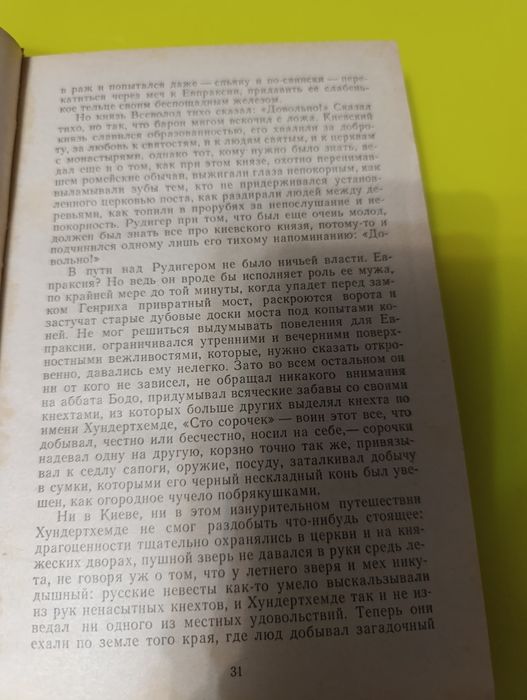 в раж и попытался даже — спьяну и по-свински — пере-
катиться через меч к Евпраксии, придавить ее слабень-
кое тельце своим беспощадным железом.
Но князь Всеволод тихо сказал: «Довольно!» Сказал
тихо, но так, что барон мигом вскочил с ложа. Киевский
князь славился образованностью, его хвалили за добро-
ту, за любовь к святостям, и к людям святым, и к церквам
с монастырями, однако тот, кому нужно было знать, ве-
дал еще и о том, как при этом князе, охотно перенимав-
шем ромейские обычаи, выжигали глаза непокорным, как
выламывали зубы тем, кто не придерживался установ-
ленного церковью поста, как раздирали людей между де-
ревьями, как топили в прорубях за непослушание и не-
покорность. Рудигер при том, что был еще очень молод,
должен был знать все про киевского князя, потому-то и
подчинился одному лишь его тихому напоминанию: «До-
вольно!»
В пути над Рудигером не было ничьей власти. Ев-
праксия? Но ведь он вроде бы исполняет роль ее мужа,
по крайней мере до той минуты, когда упадет перед зам-
ком Генриха привратный мост, раскроются ворота и
застучат старые дубовые доски моста под копытами ко-
ней. Не мог решиться выдумывать повеления для Ев-
праксии, ограничивался утренними и вечерними поверх-
ностными вежливостями, которые, нужно сказать откро-
венно, давались ему нелегко. Зато во всем остальном он
ни от кого не зависел, не обращал никакого внимания
на аббата Бодо, придумывал всяческие забавы со своими
кнехтами, из которых больше других выделял кнехта по
имени Хундертхемде, «Сто сорочек» — воин этот все, что
добывал, честно или бесчестно, носил на себе,— сорочки
надевал одну на другую, корзно точно так же, привязы-
вал к седлу сапоги, оружие, посуду, заталкивал добычу
в сумки, которыми его черный нескладный конь был уве-
шен, как огородное чучело побрякушками.
Ни в Киеве, ни в этом изнурительном путешествии
Хундертхемде не смог раздобыть что-нибудь стоящее:
драгоценности тщательно охранялись в церкви и на кня-
жеских дворах, пушной зверь не давался в руки средь ле-
та, не говоря уж о том, что у летнего зверя и мех нику-
дышный: русские невесты как-то умело выскальзывали
из рук ненасытных кнехтов, и Хундертхемде так и не из-
ведал ни одного из местных удовольствий. Теперь они
ехали по земле того края, где люд добывал загадочный
31